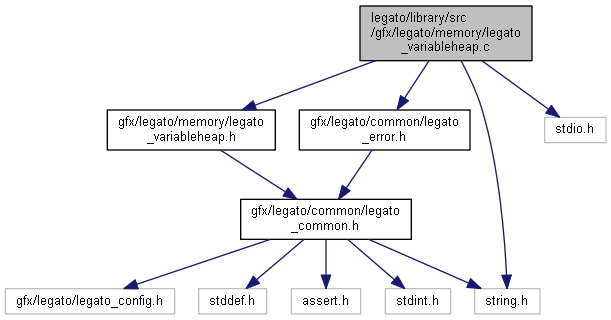 legato/library/src
/gfx/legato/memory/legato
_variableheap.c
gfx/legato/memory/legato
_variableheap.h
gfx/legato/common/legato
_error.h
stdio.h
gfx/legato/common/legato
_common.h
gfx/legato/legato_config.h
stddef.h
assert.h
stdint.h
string.h